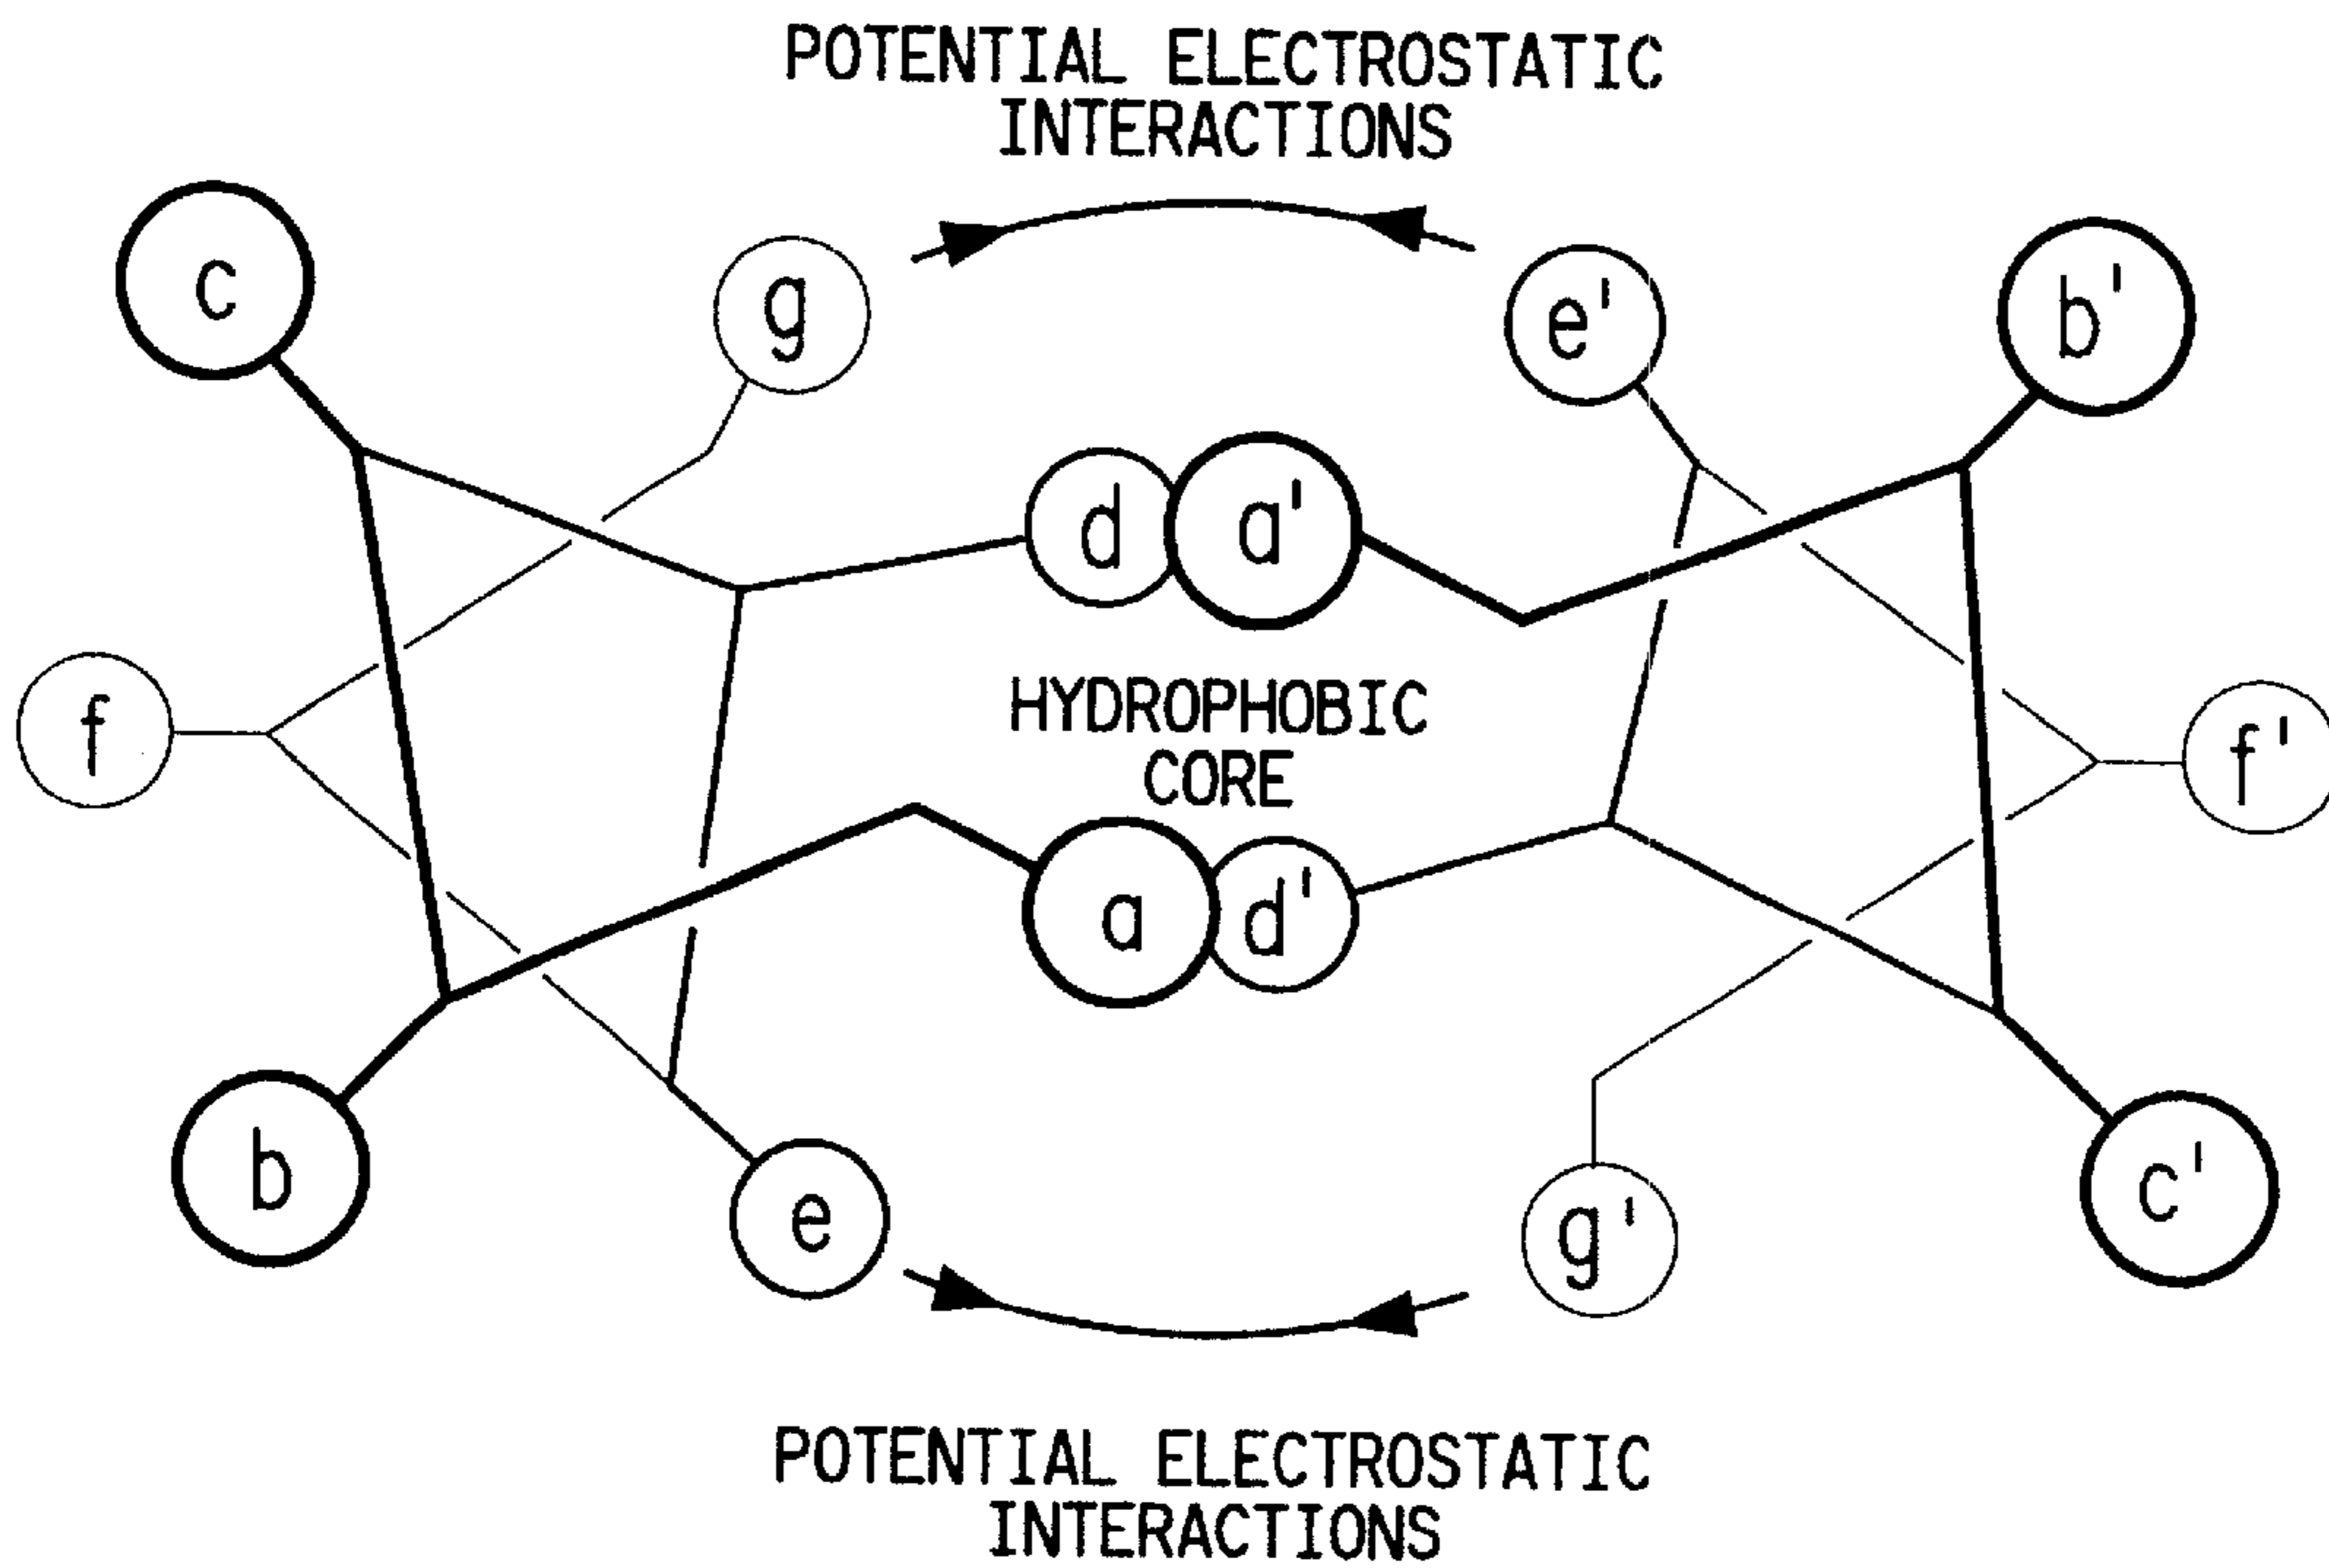 POTENTIAL ELECTROSTATIC
INTERACTIONS
c
g
e'
b'
d
a'
HYDROPHOBIC
CORE
f
f'
a
d'
b
e
g'
c'
POTENTIAL ELECTROSTATIC
INTERACTIONS